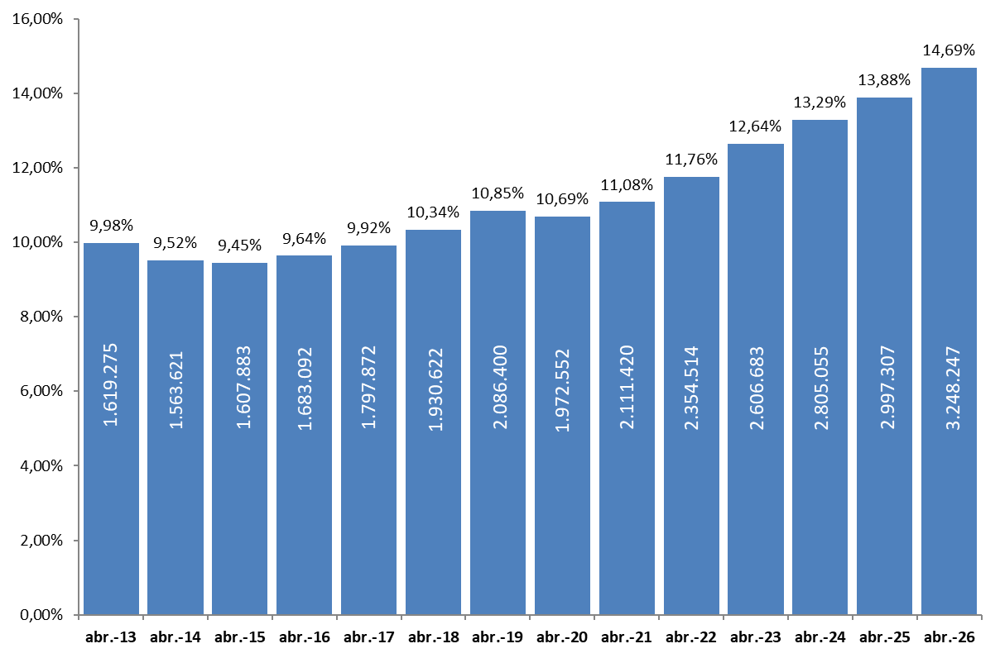 16,00%
14,00%
12,00%
10,00%
8,00%
6,00%
4,00%
2,00%
0,00%
9,98%
9,52%
9,45%
9,64%
9,92%
10,34%
10,85%
10,69%
11,08%
11,76%
12,64%
13,29%
13,88%
14,69%
1.619.275
1.563.621
1.607.883
1.683.092
1.797.872
1.930.622
2.086.400
1.972.552
2.111.420
2.354.514
2.606.683
2.805.055
2.997.307
3.248.247
abr.-13
abr.-14
abr.-15
abr.-16
abr.-17
abr.-18
abr.-19
abr.-20
abr.-21
abr.-22
abr.-23
abr.-24
abr.-25
abr.-26